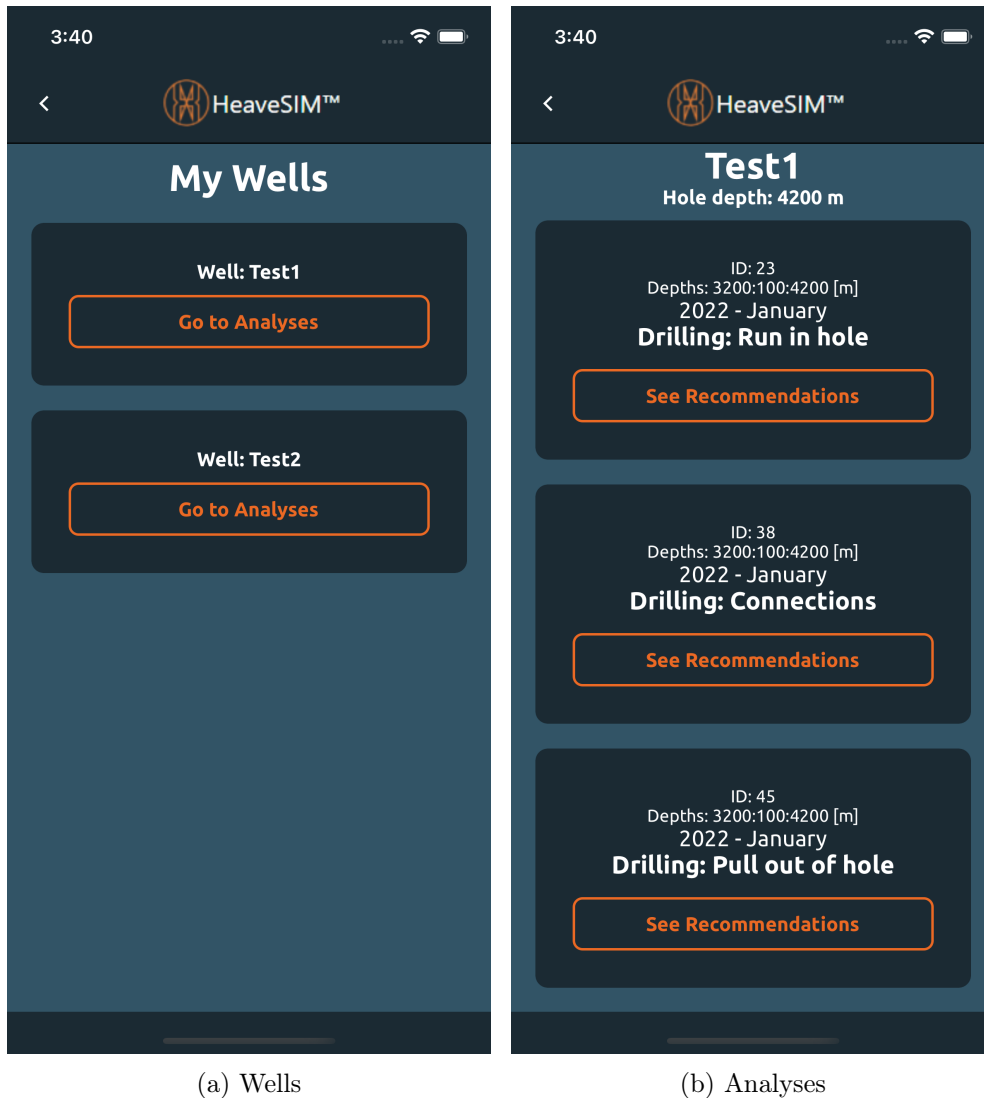 3:40
HeaveSIM™
My Wells
Well: Test1
Go to Analyses
Well: Test2
Go to Analyses
(a) Wells
3:40
HeaveSIM™
Test1
Hole depth: 4200 m
ID: 23
Depths: 3200:100:4200 [m]
2022 - January
Drilling: Run in hole
See Recommendations
ID: 38
Depths: 3200:100:4200 [m]
2022 - January
Drilling: Connections
See Recommendations
ID: 45
Depths: 3200:100:4200 [m]
2022 - January
Drilling: Pull out of hole
See Recommendations
(b) Analyses